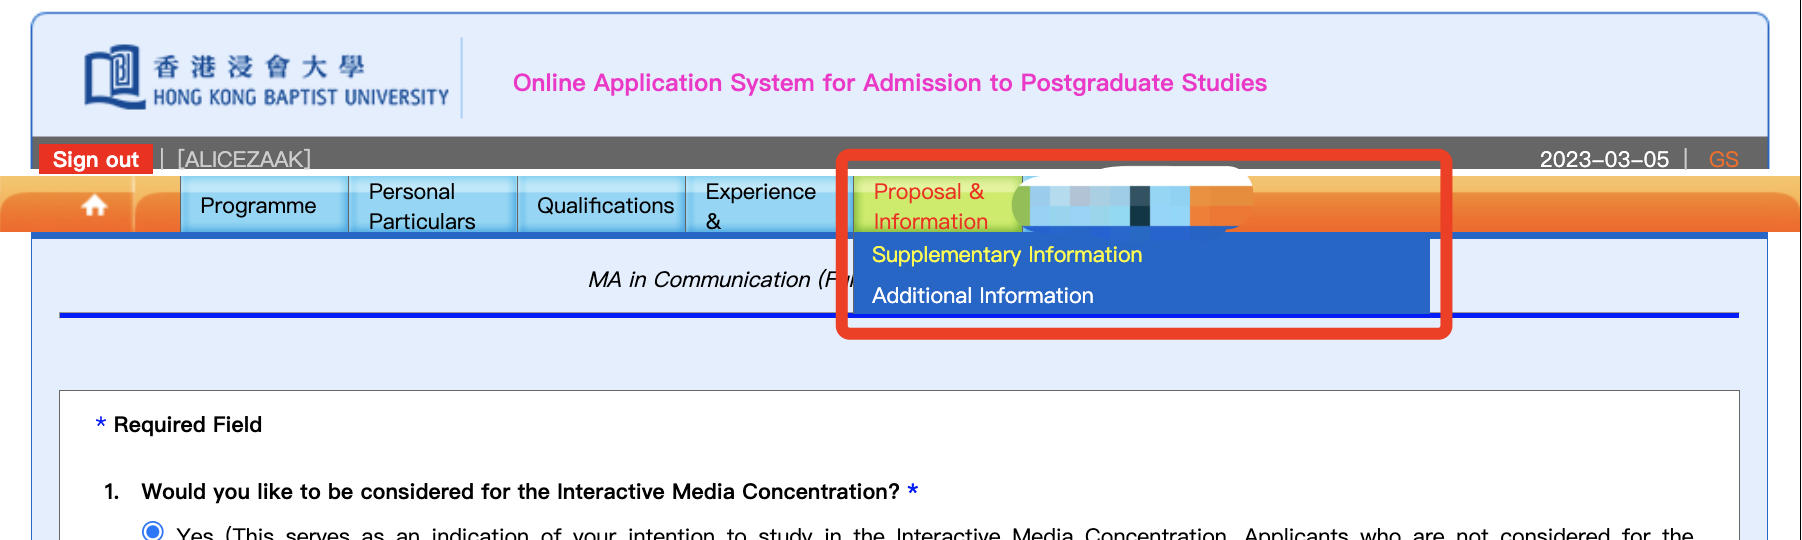 香港浸會大學
HONG KONG BAPTIST UNIVERSITY
Online Application System for Admission to Postgraduate Studies
Sign out | [ALICEZAAK]
2023-03-05 | GS
Programme
Personal
Particulars
Qualifications
Experience
&
Proposal &
Information
Supplementary Information
Additional Information
MA in Communication (Fu
* Required Field
1. Would you like to be considered for the Interactive Media Concentration? *
Yes (This serves as an indication of your intention to study in the Interactive Media Concentration. Applicants who are not considered for the